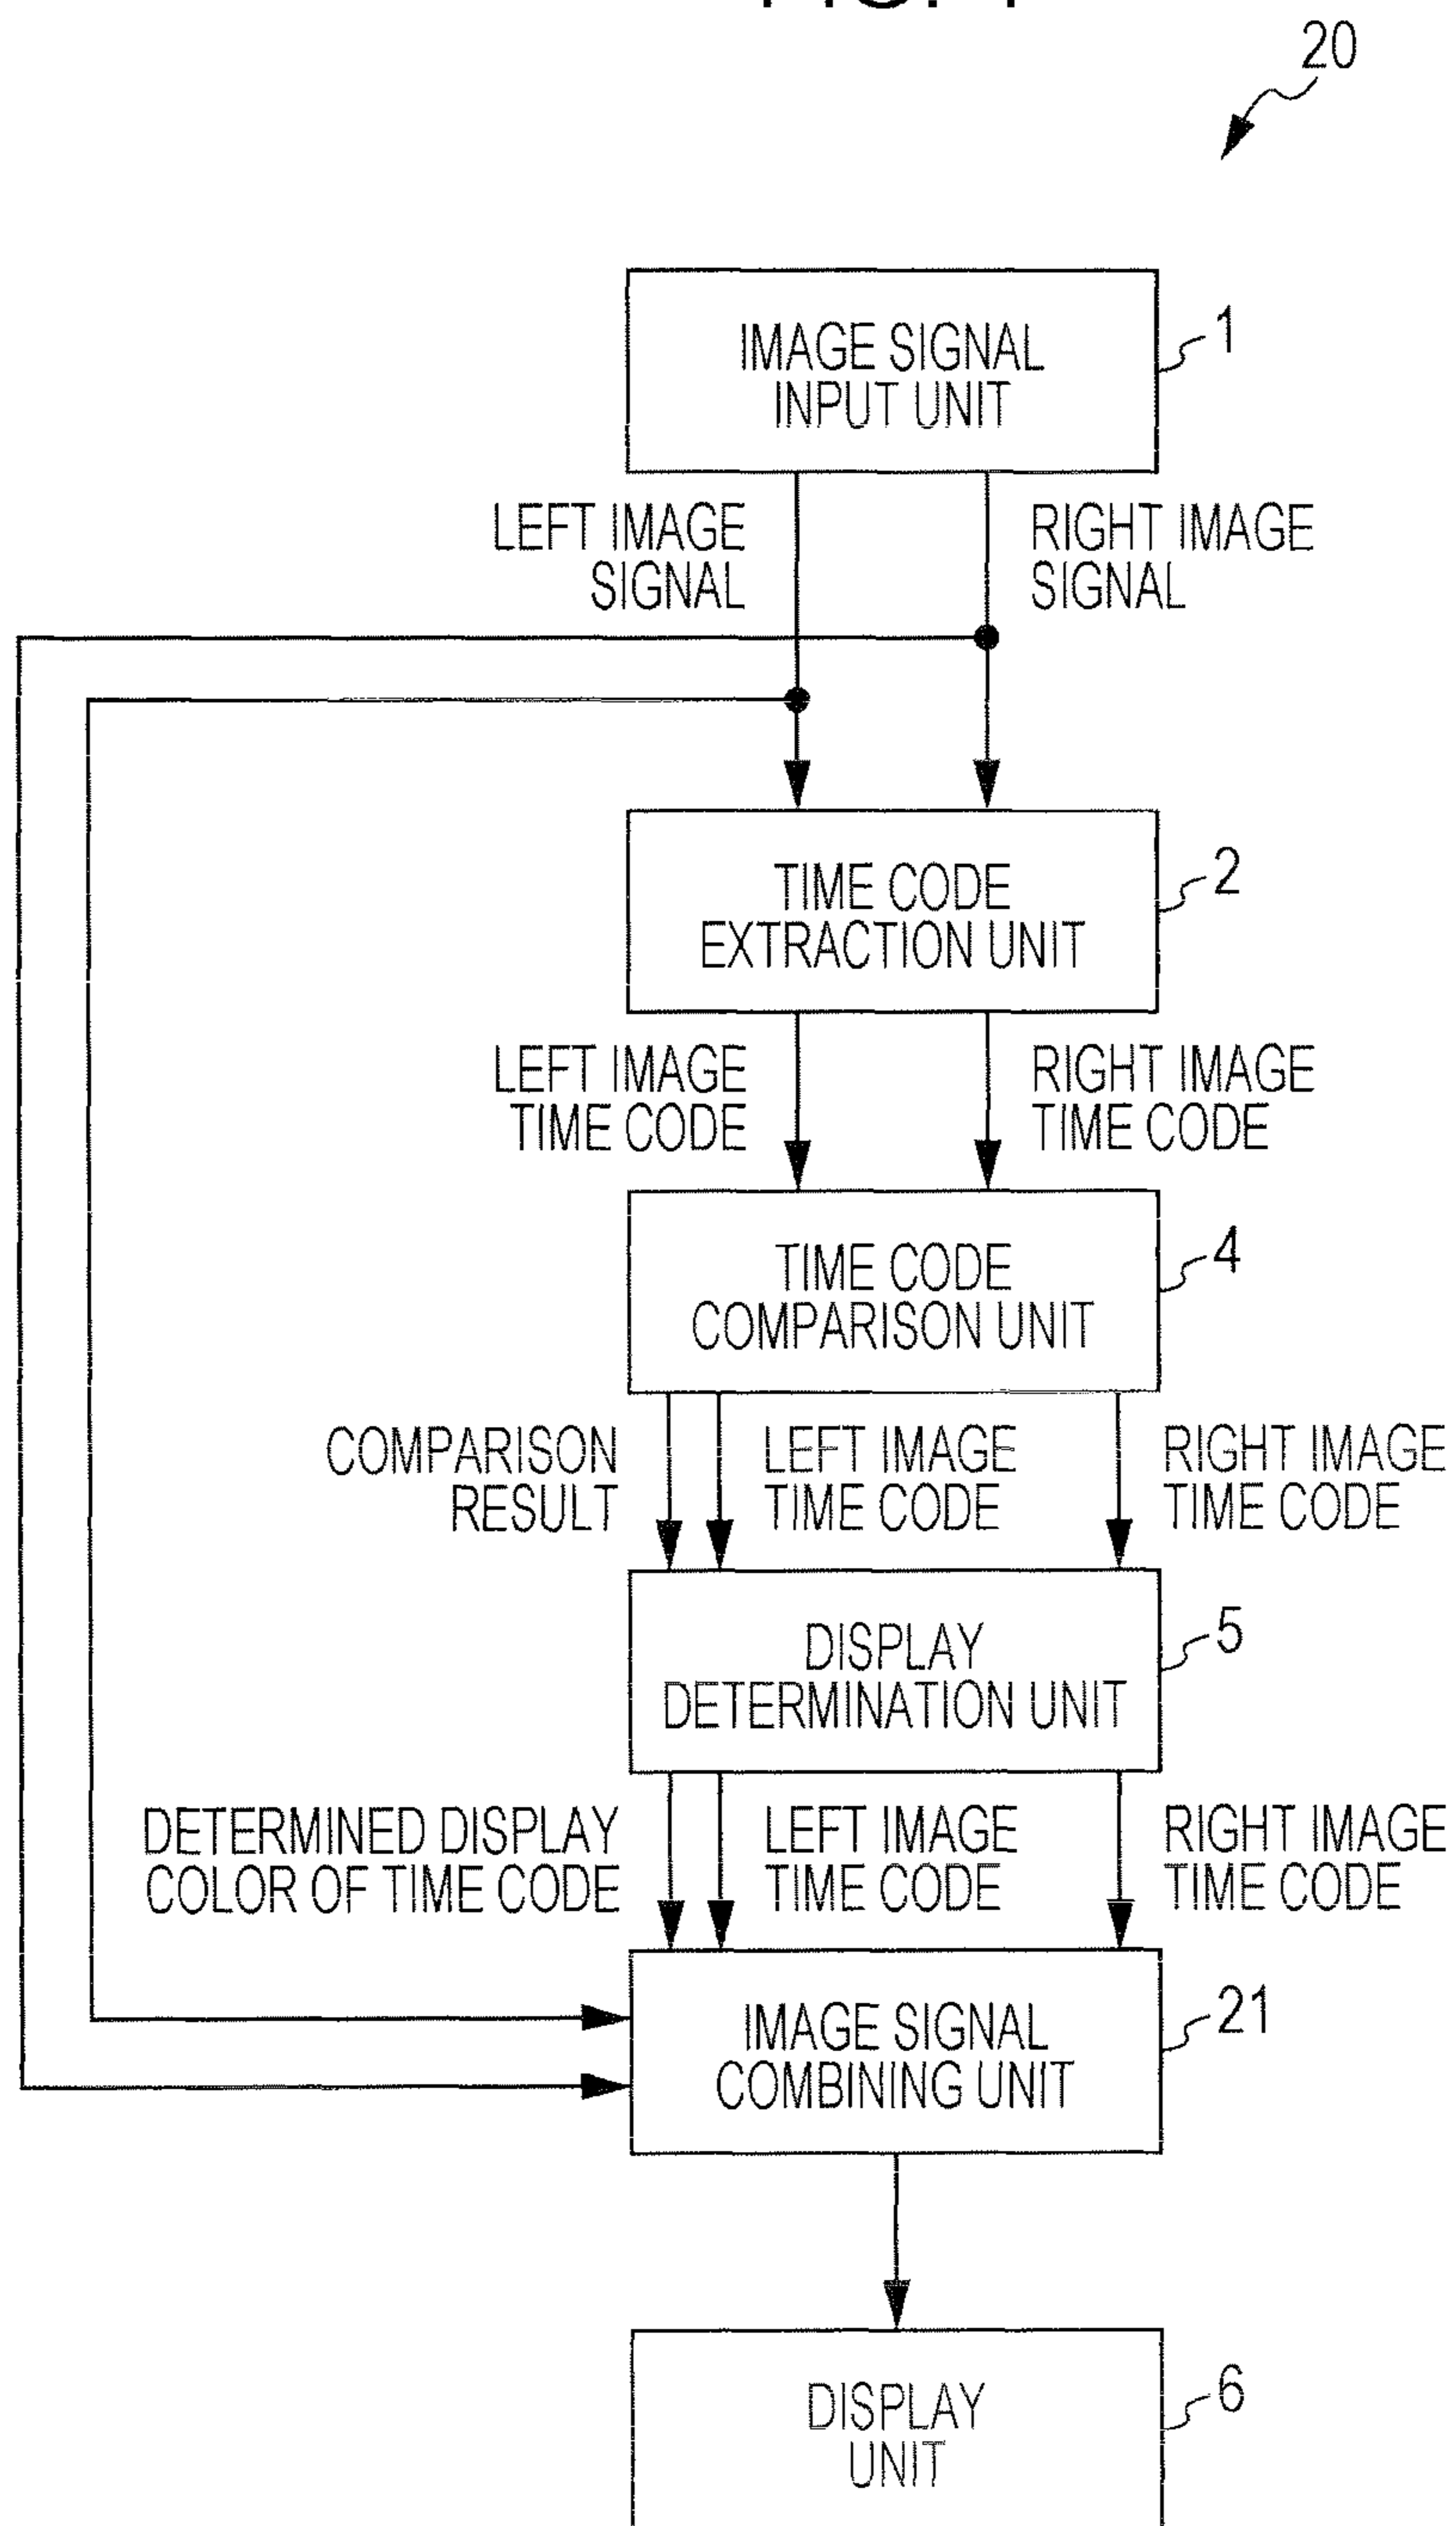 20
IMAGE SIGNAL
INPUT UNIT
1
LEFT IMAGE
SIGNAL
RIGHT IMAGE
SIGNAL
TIME CODE
EXTRACTION UNIT
2
LEFT IMAGE
TIME CODE
RIGHT IMAGE
TIME CODE
TIME CODE
COMPARISON UNIT
4
COMPARISON
RESULT
LEFT IMAGE
TIME CODE
RIGHT IMAGE
TIME CODE
DISPLAY
DETERMINATION UNIT
5
DETERMINED DISPLAY
COLOR OF TIME CODE
LEFT IMAGE
TIME CODE
RIGHT IMAGE
TIME CODE
IMAGE SIGNAL
COMBINING UNIT
21
DISPLAY
UNIT
6